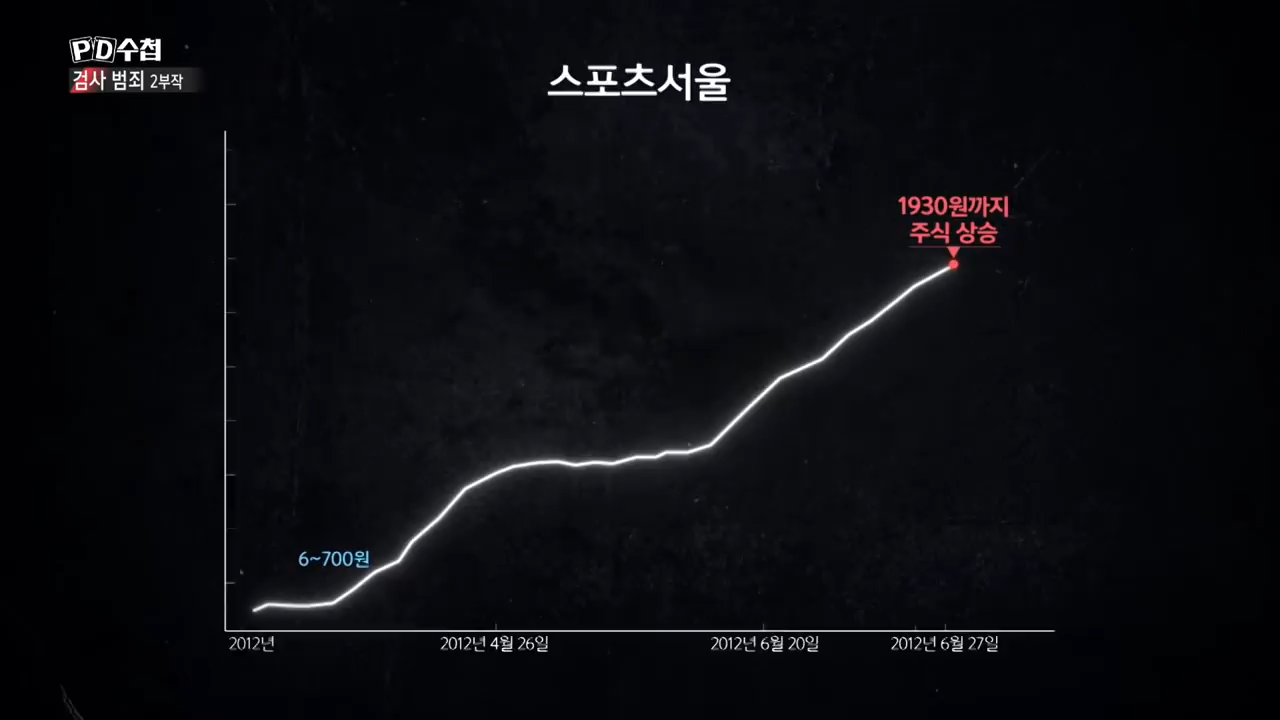 PD수첩
검사 범죄 2부작
스포츠서울
1930원까지
주식 상승
6~700원
2012년
2012년 4월 26일
2012년 6월 20일
2012년 6월 27일